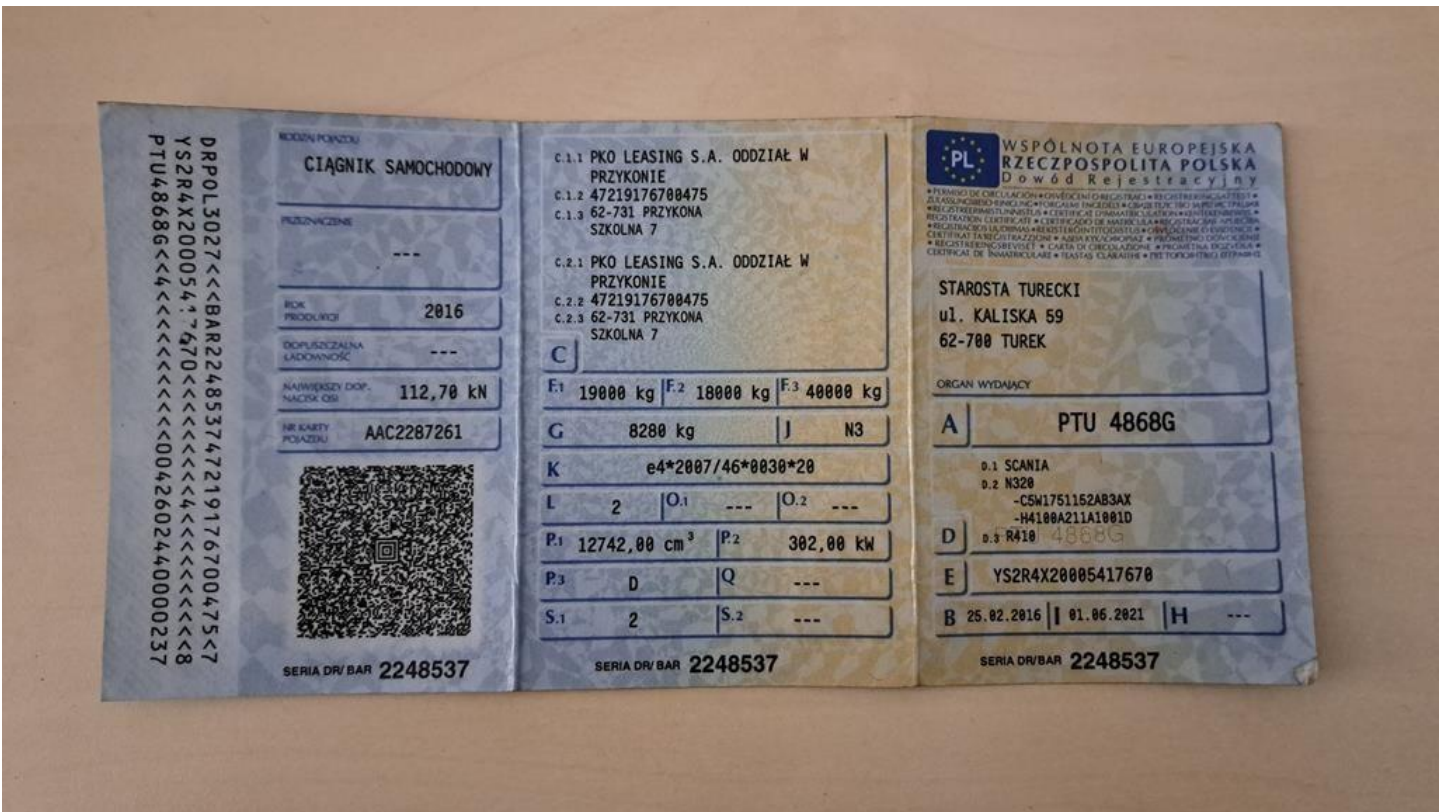 DRPOL3027<<<BAR22485374721917670047​5<7
YS2R4X20005417670<<<<<<<<4<<<<<<<<8
PTU4868G<<4<<<<<<<<<<<<<0042602440000237
RODZAJ POJAZDU
CIĄGNIK SAMOCHODOWY
PRZEZNACZENIE
---
ROK PRODUKCJI 2016
DOPUSZCZALNA ŁADOWNOŚĆ ---
NAJWIĘKSZY DOP. NACISK OSI 112,70 kN
NR KARTY POJAZDU AAC2287261
SERIA DR/ BAR 2248537
C.1.1 PKO LEASING S.A. ODDZIAŁ W
PRZYKONIE
C.1.2 47219176700475
C.1.3 62-731 PRZYKONA
SZKOLNA 7
C.2.1 PKO LEASING S.A. ODDZIAŁ W
PRZYKONIE
C.2.2 47219176700475
C.2.3 62-731 PRZYKONA
SZKOLNA 7
C
F.1 19000 kg F.2 18000 kg F.3 40000 kg
G 8280 kg J N3
K e4*2007/46*0030*20
L 2 O.1 --- O.2 ---
P.1 12742,00 cm³ P.2 302,00 kW
P.3 D Q ---
S.1 2 S.2 ---
SERIA DR/ BAR 2248537
PL
WSPÓLNOTA EUROPEJSKA
RZECZPOSPOLITA POLSKA
Dowód Rejestracyjny
STAROSTA TURECKI
ul. KALISKA 59
62-700 TUREK
ORGAN WYDAJĄCY
A PTU 4868G
D.1 SCANIA
D.2 N320
-C5W1751152AB3AX
-H4100A211A1001D
D D.3 R410
E YS2R4X20005417670
B 25.02.2016 I 01.06.2021 H ---
SERIA DR/ BAR 2248537